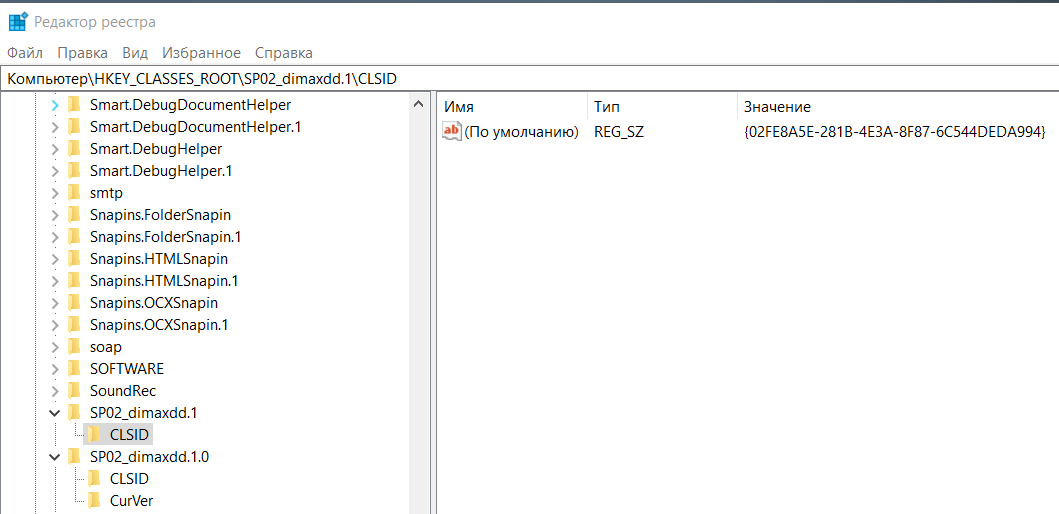 Редактор реестра
Файл Правка Вид Избранное Справка
Компьютер\HKEY_CLASSES_ROOT\SP02_dimaxdd.1\CLSID
Smart.DebugDocumentHelper
Smart.DebugDocumentHelper.1
Smart.DebugHelper
Smart.DebugHelper.1
smtp
Snapins.FolderSnapin
Snapins.FolderSnapin.1
Snapins.HTMLSnapin
Snapins.HTMLSnapin.1
Snapins.OCXSnapin
Snapins.OCXSnapin.1
soap
SOFTWARE
SoundRec
SP02_dimaxdd.1
CLSID
SP02_dimaxdd.1.0
CLSID
CurVer
Имя Тип Значение
ab (По умолчанию) REG_SZ {02FE8A5E-281B-4E3A-8F87-6C544DEDA994}